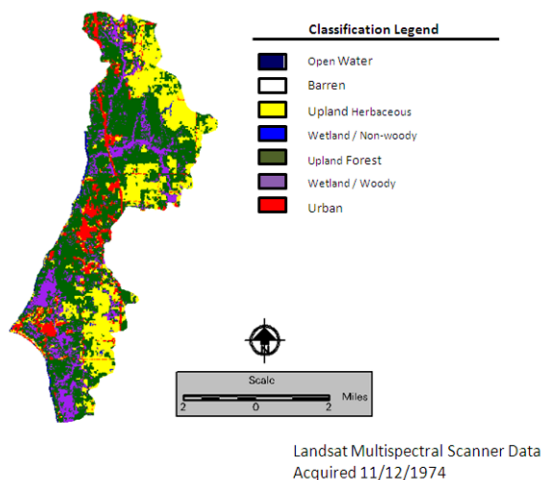 Classification Legend
Open Water
Barren
Upland Herbaceous
Wetland / Non-woody
Upland Forest
Wetland / Woody
Urban
N
Scale
2 0 2 Miles
Landsat Multispectral Scanner Data
Acquired 11/12/1974